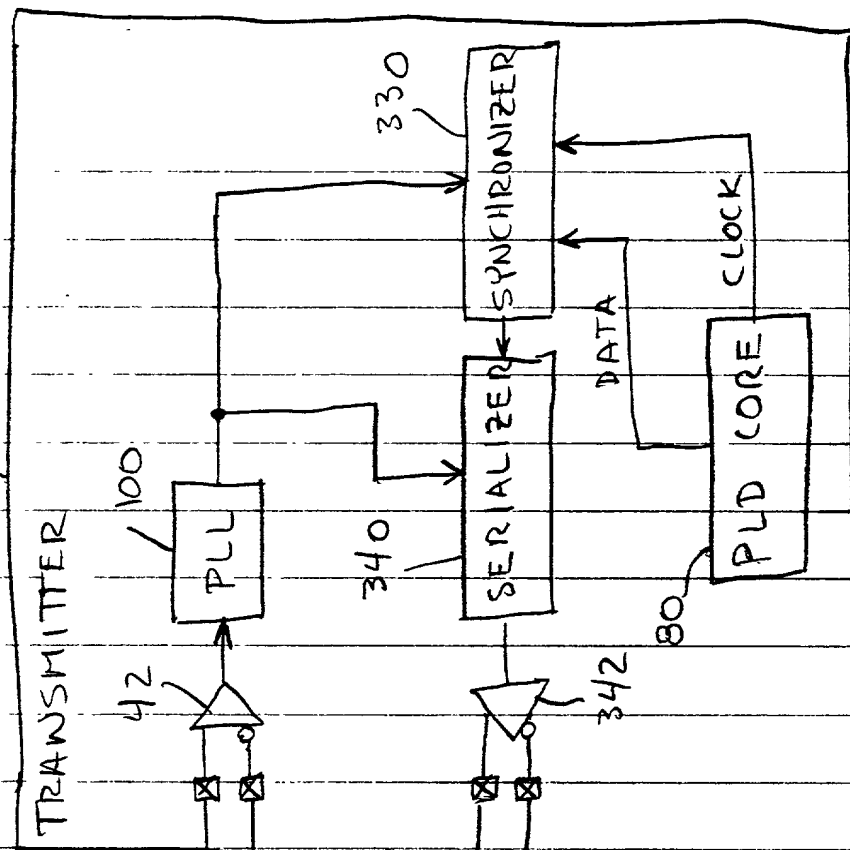 TRANSMITTER
42
100
PLL
330
SYNCHRONIZER
340
SERIALIZER
342
DATA
CLOCK
80
PLD CORE